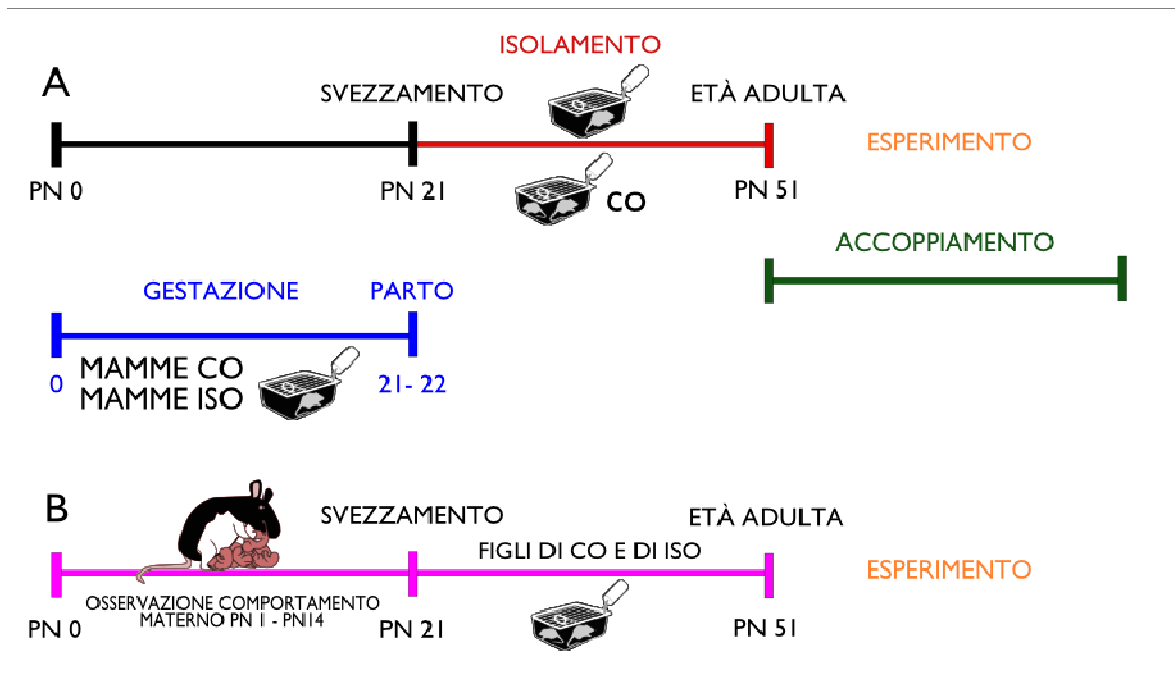 ISOLAMENTO
A
SVEZZAMENTO
ETÀ ADULTA
ESPERIMENTO
PN 0
PN 21
CO
PN 51
ACCOPPIAMENTO
GESTAZIONE
PARTO
0
MAMME CO
MAMME ISO
21- 22
B
SVEZZAMENTO
ETÀ ADULTA
FIGLI DI CO E DI ISO
ESPERIMENTO
OSSERVAZIONE COMPORTAMENTO
MATERNO PN 1 - PN14
PN 0
PN 21
PN 51